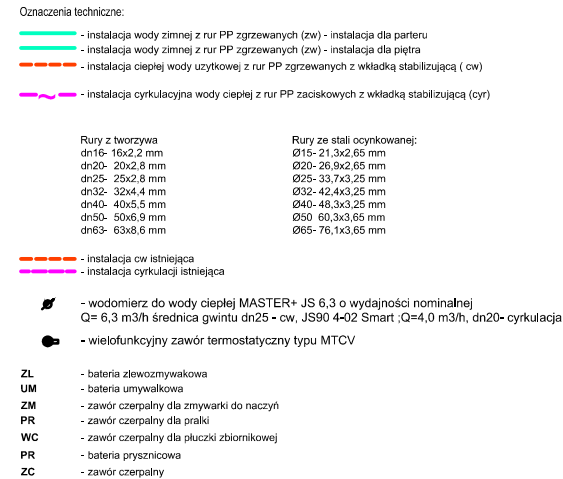 Oznaczenia techniczne:
- instalacja wody zimnej z rur PP zgrzewanych (zw) - instalacja dla parteru
- instalacja wody zimnej z rur PP zgrzewanych (zw) - instalacja dla piętra
- instalacja ciepłej wody uzytkowej z rur PP zgrzewanych z wkładką stabilizującą ( cw)
- instalacja cyrkulacyjna wody ciepłej z rur PP zaciskowych z wkładką stabilizującą (cyr)
Rury z tworzywa
dn16- 16x2,2 mm
dn20- 20x2,8 mm
dn25- 25x2,8 mm
dn32- 32x4,4 mm
dn40- 40x5,5 mm
dn50- 50x6,9 mm
dn63- 63x8,6 mm
Rury ze stali ocynkowanej:
Ø15- 21,3x2,65 mm
Ø20- 26,9x2,65 mm
Ø25- 33,7x3,25 mm
Ø32- 42,4x3,25 mm
Ø40- 48,3x3,25 mm
Ø50 60,3x3,65 mm
Ø65- 76,1x3,65 mm
- instalacja cw istniejąca
- instalacja cyrkulacji istniejąca
- wodomierz do wody ciepłej MASTER+ JS 6,3 o wydajności nominalnej
Q= 6,3 m3/h średnica gwintu dn25 - cw, JS90 4-02 Smart ;Q=4,0 m3/h, dn20- cyrkulacja
- wielofunkcyjny zawór termostatyczny typu MTCV
ZL - bateria zlewozmywakowa
UM - bateria umywalkowa
ZM - zawór czerpalny dla zmywarki do naczyń
PR - zawór czerpalny dla pralki
WC - zawór czerpalny dla płuczki zbiornikowej
PR - bateria prysznicowa
ZC - zawór czerpalny